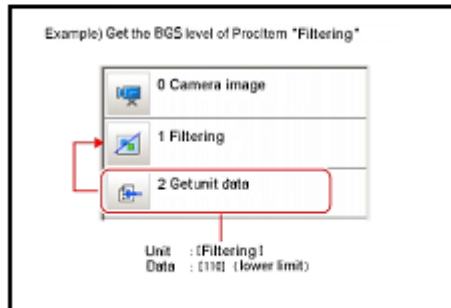 Example) Get the BGS level of ProcItem "Filtering"
0 Camera image
1 Filtering
2 Get unit data
Unit : [Filtering]
Data : [110] (lower limit)